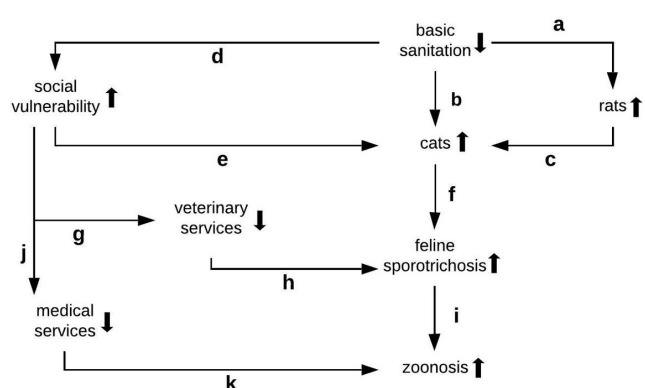 basic
sanitation
a
d
social
vulnerability
b
rats
cats
e
c
f
veterinary
services
g
feline
sporotrichosis
j
h
medical
services
i
zoonosis
k